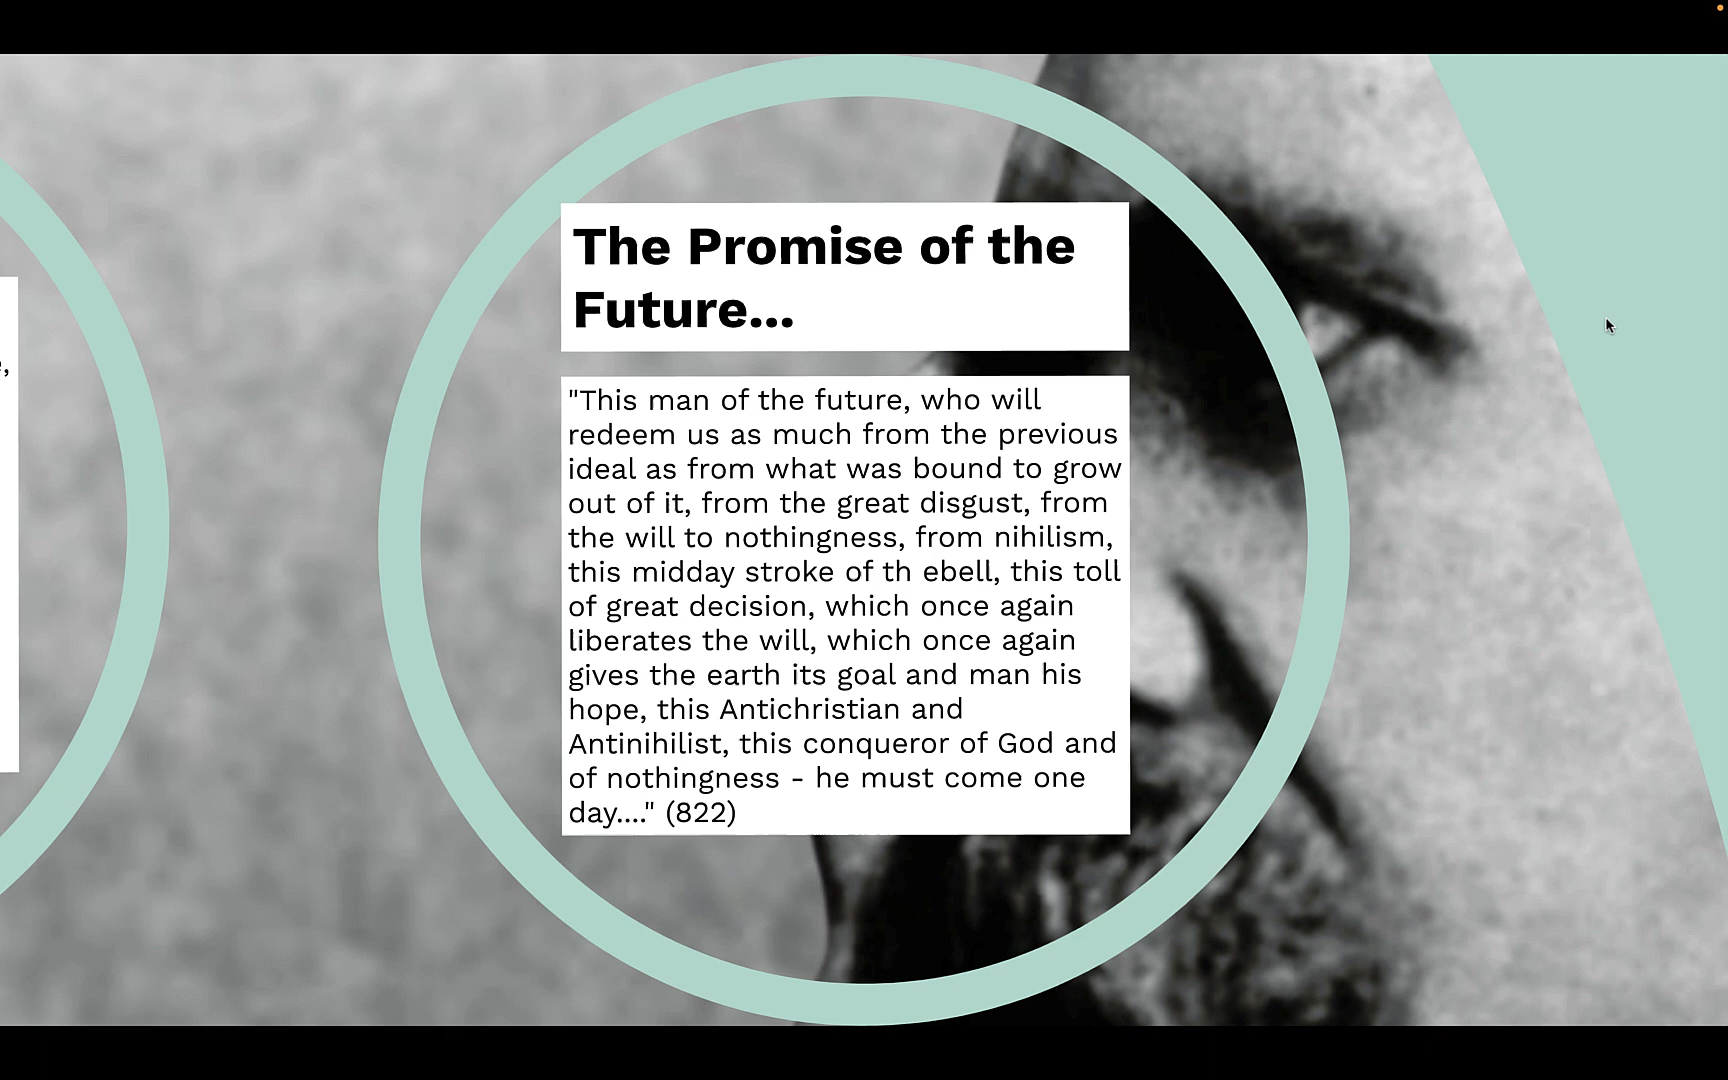 The Promise of the
Future...
"This man of the future, who will
redeem us as much from the previous
ideal as from what was bound to grow
out of it, from the great disgust, from
the will to nothingness, from nihilism,
this midday stroke of th ebell, this toll
of great decision, which once again
liberates the will, which once again
gives the earth its goal and man his
hope, this Antichristian and
Antinihilist, this conqueror of God and
of nothingness - he must come one
day...." (822)